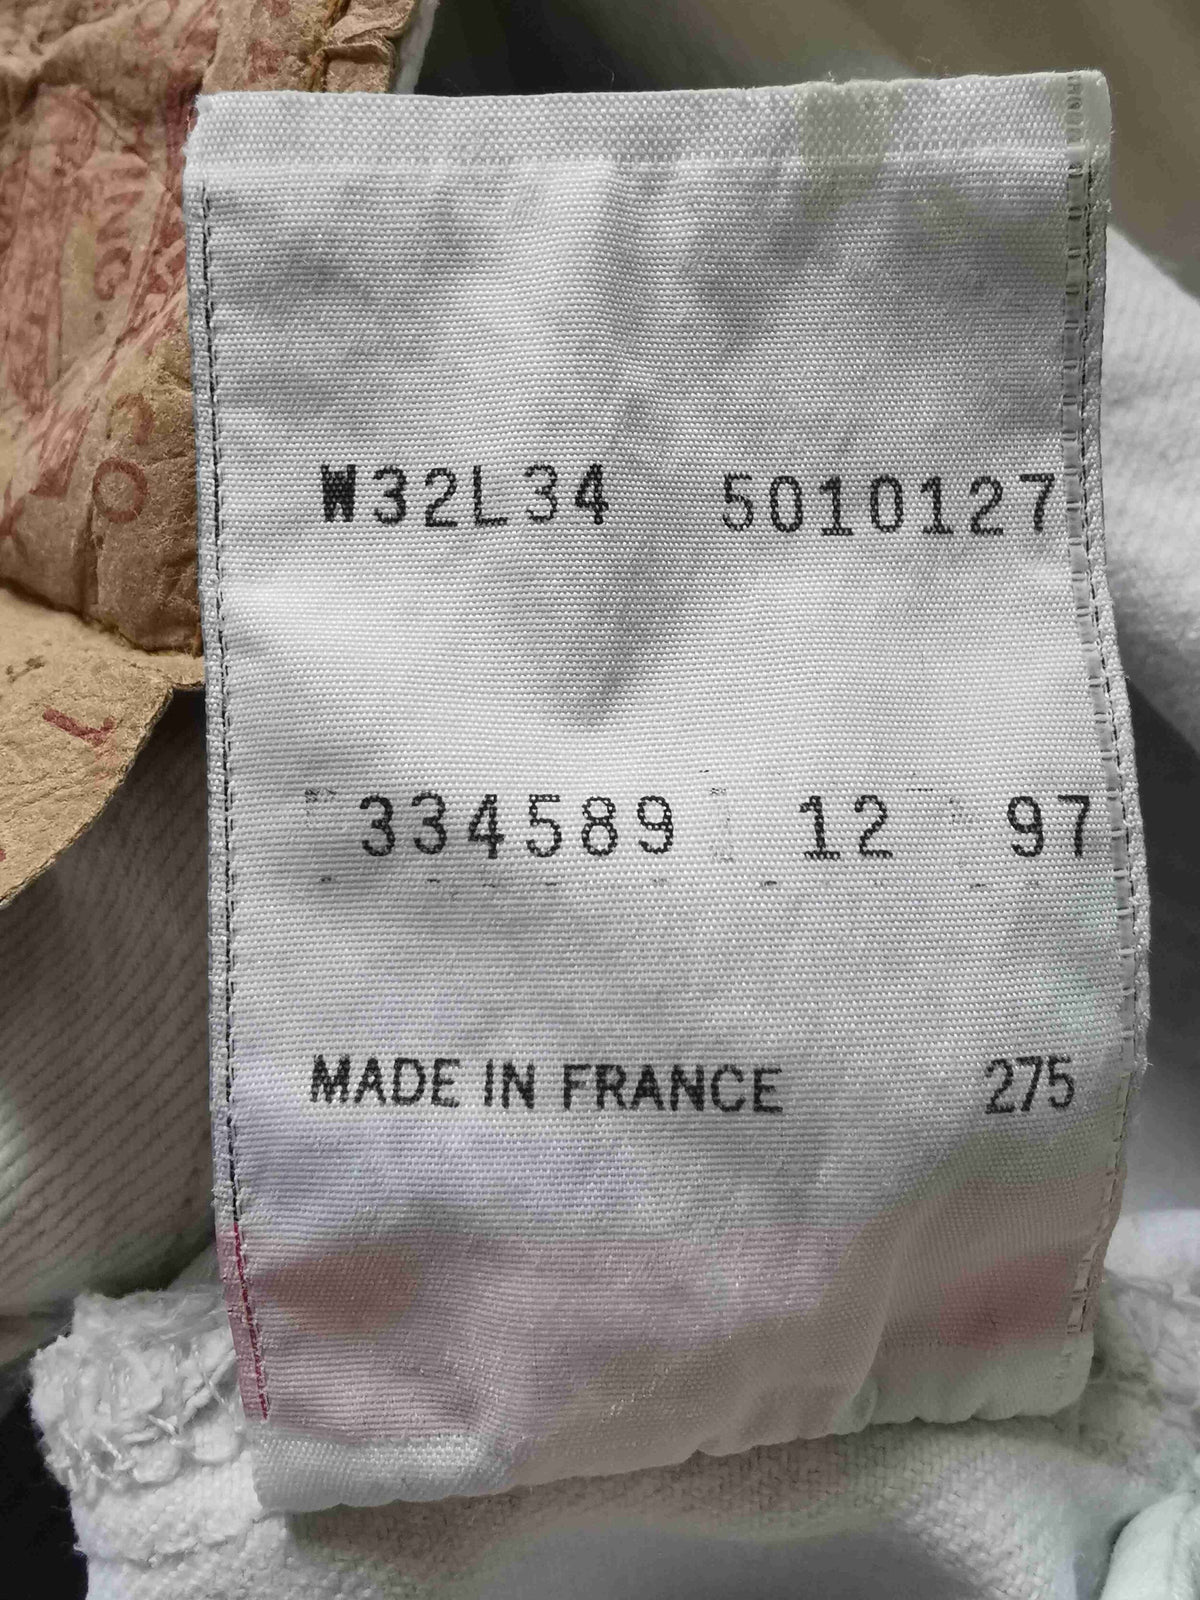 W32L34 5010127
334589 12 97
MADE IN FRANCE 275